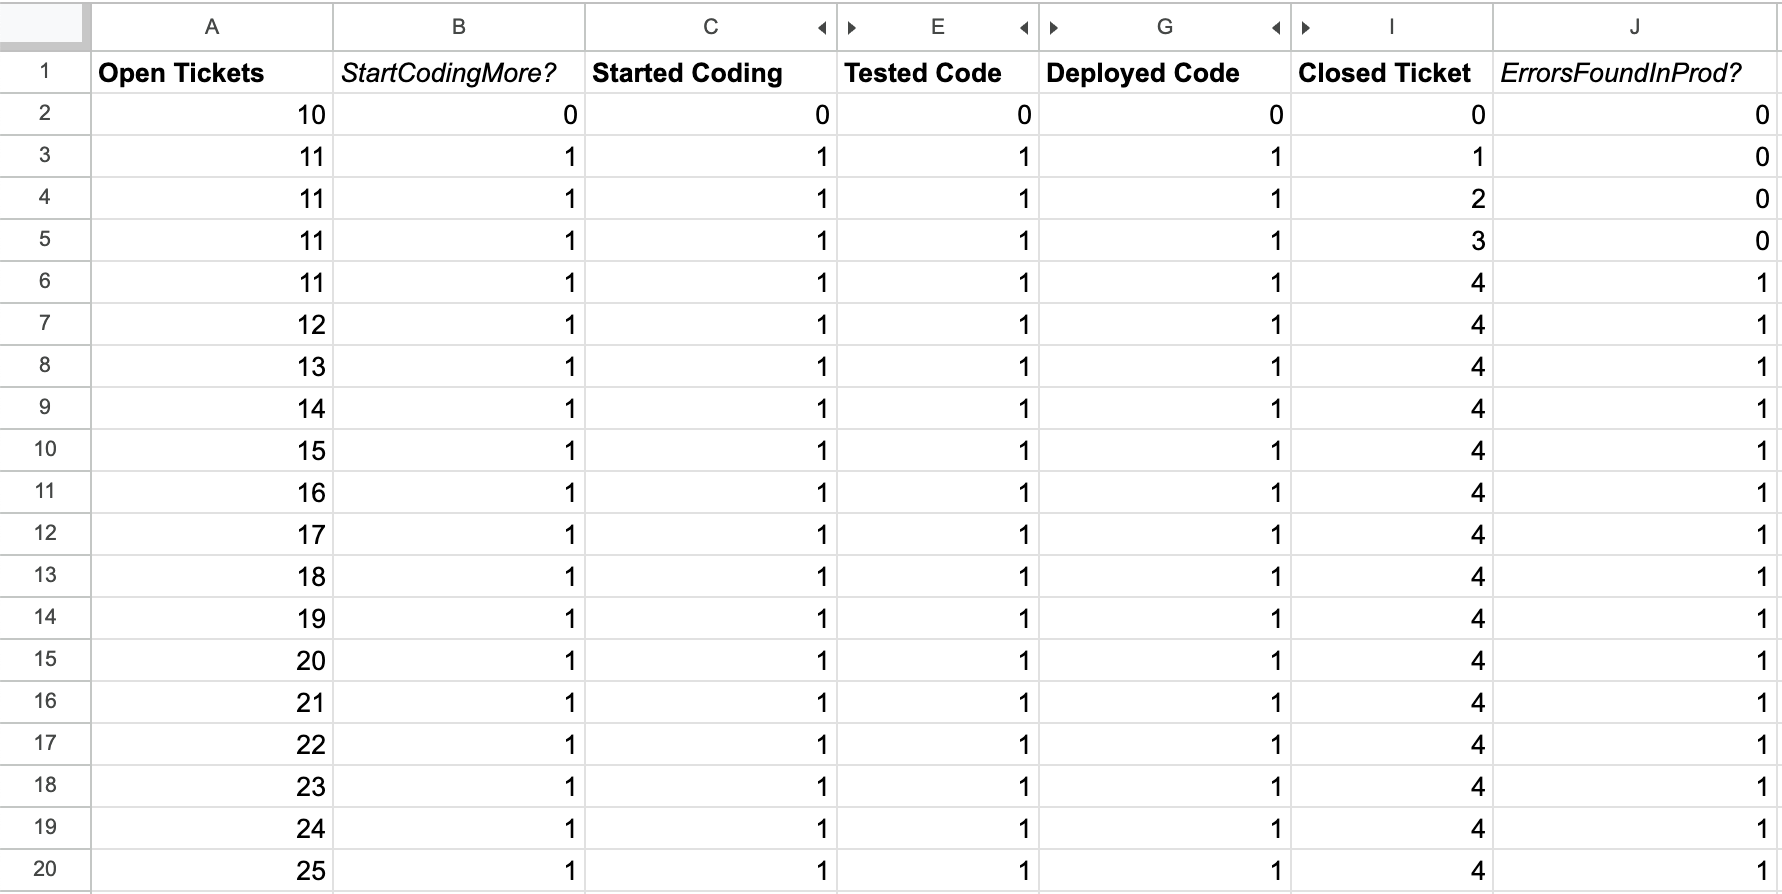 A B C E G I J
1 Open Tickets StartCodingMore? Started Coding Tested Code Deployed Code Closed Ticket ErrorsFoundInProd?
2 10 0 0 0 0 0 0
3 11 1 1 1 1 1 0
4 11 1 1 1 1 2 0
5 11 1 1 1 1 3 0
6 11 1 1 1 1 4 1
7 12 1 1 1 1 4 1
8 13 1 1 1 1 4 1
9 14 1 1 1 1 4 1
10 15 1 1 1 1 4 1
11 16 1 1 1 1 4 1
12 17 1 1 1 1 4 1
13 18 1 1 1 1 4 1
14 19 1 1 1 1 4 1
15 20 1 1 1 1 4 1
16 21 1 1 1 1 4 1
17 22 1 1 1 1 4 1
18 23 1 1 1 1 4 1
19 24 1 1 1 1 4 1
20 25 1 1 1 1 4 1